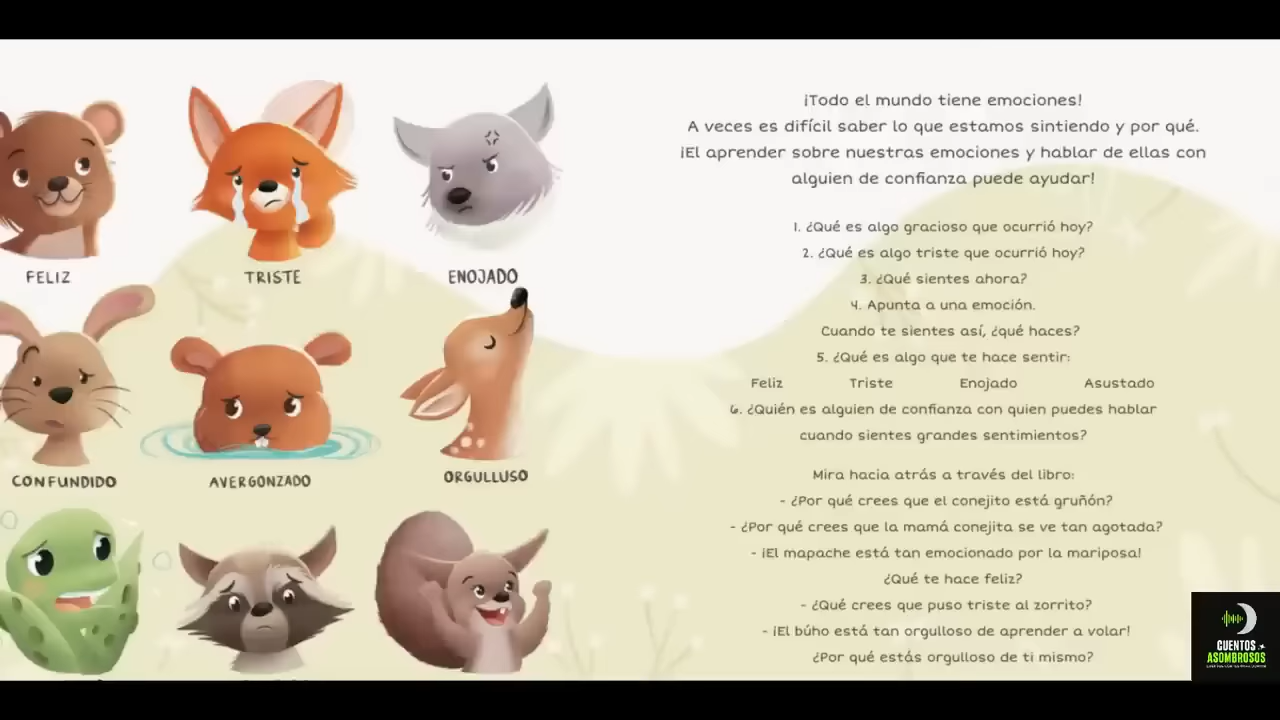 FELIZ
TRISTE
ENOJADO
CONFUNDIDO
AVERGONZADO
ORGULLUSO
¡Todo el mundo tiene emociones!
A veces es difícil saber lo que estamos sintiendo y por qué.
¡El aprender sobre nuestras emociones y hablar de ellas con
alguien de confianza puede ayudar!
1. ¿Qué es algo gracioso que ocurrió hoy?
2. ¿Qué es algo triste que ocurrió hoy?
3. ¿Qué sientes ahora?
4. Apunta a una emoción.
Cuando te sientes así, ¿qué haces?
5. ¿Qué es algo que te hace sentir:
Feliz Triste Enojado Asustado
6. ¿Quién es alguien de confianza con quien puedes hablar
cuando sientes grandes sentimientos?
Mira hacia atrás a través del libro:
- ¿Por qué crees que el conejito está gruñón?
- ¿Por qué crees que la mamá conejita se ve tan agotada?
- ¡El mapache está tan emocionado por la mariposa!
¿Qué te hace feliz?
- ¿Qué crees que puso triste al zorrito?
- ¡El búho está tan orgulloso de aprender a volar!
¿Por qué estás orgulloso de ti mismo?
CUENTOS
ASOMBROSOS